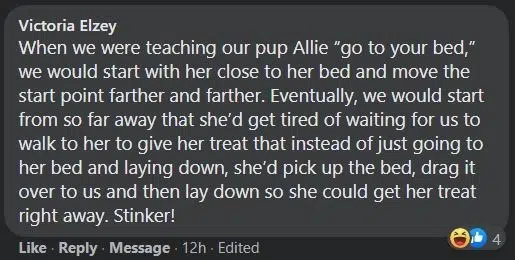 Victoria Elzey
When we were teaching our pup Allie “go to your bed,”
we would start with her close to her bed and move the
start point farther and farther. Eventually, we would start
from so far away that she’d get tired of waiting for us to
walk to her to give her treat that instead of just going to
her bed and laying down, she’d pick up the bed, drag it
over to us and then lay down so she could get her treat
right away. Stinker!
4
Like · Reply · Message · 12h · Edited